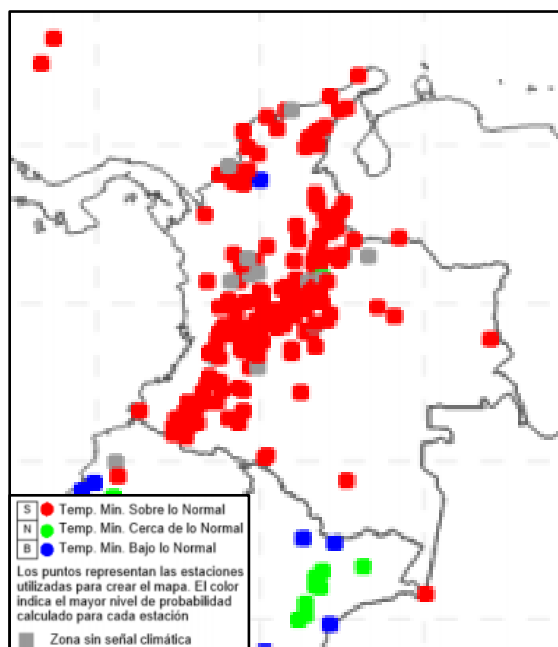 S Temp. Min. Sobre lo Normal
N Temp. Min. Cerca de lo Normal
B Temp. Min. Bajo lo Normal
Los puntos representan las estaciones
utilizadas para crear el mapa. El color
indica el mayor nivel de probabilidad
calculado para cada estación
Zona sin señal climática